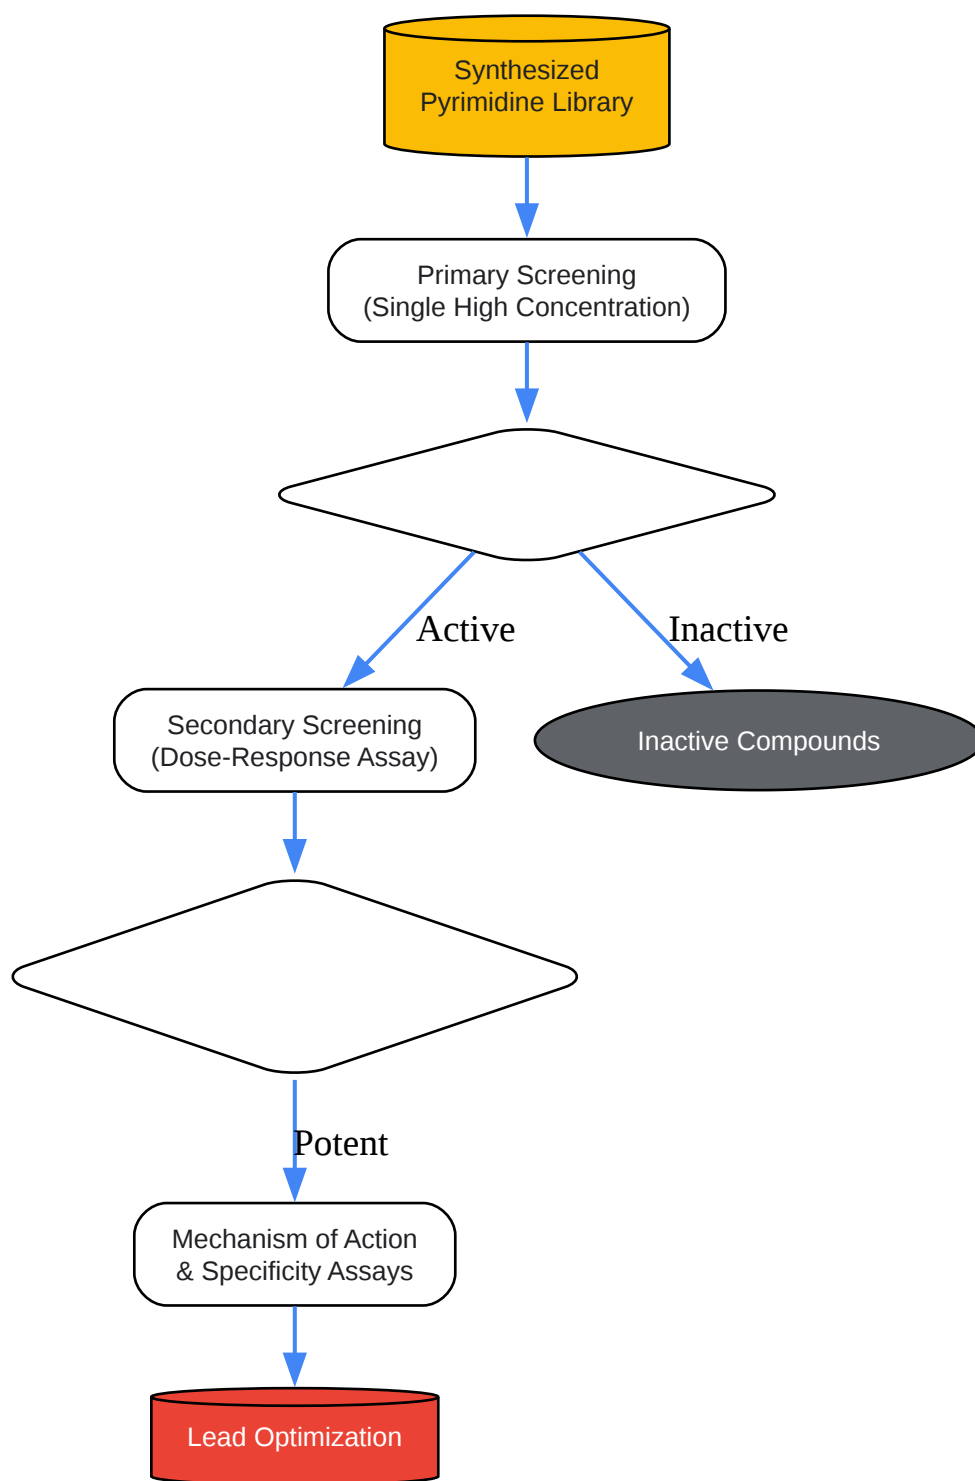 Synthesized
Pyrimidine Library
Primary Screening
(Single High Concentration)
Active
Inactive
Secondary Screening
(Dose-Response Assay)
Inactive Compounds
Potent
Mechanism of Action
& Specificity Assays
Lead Optimization